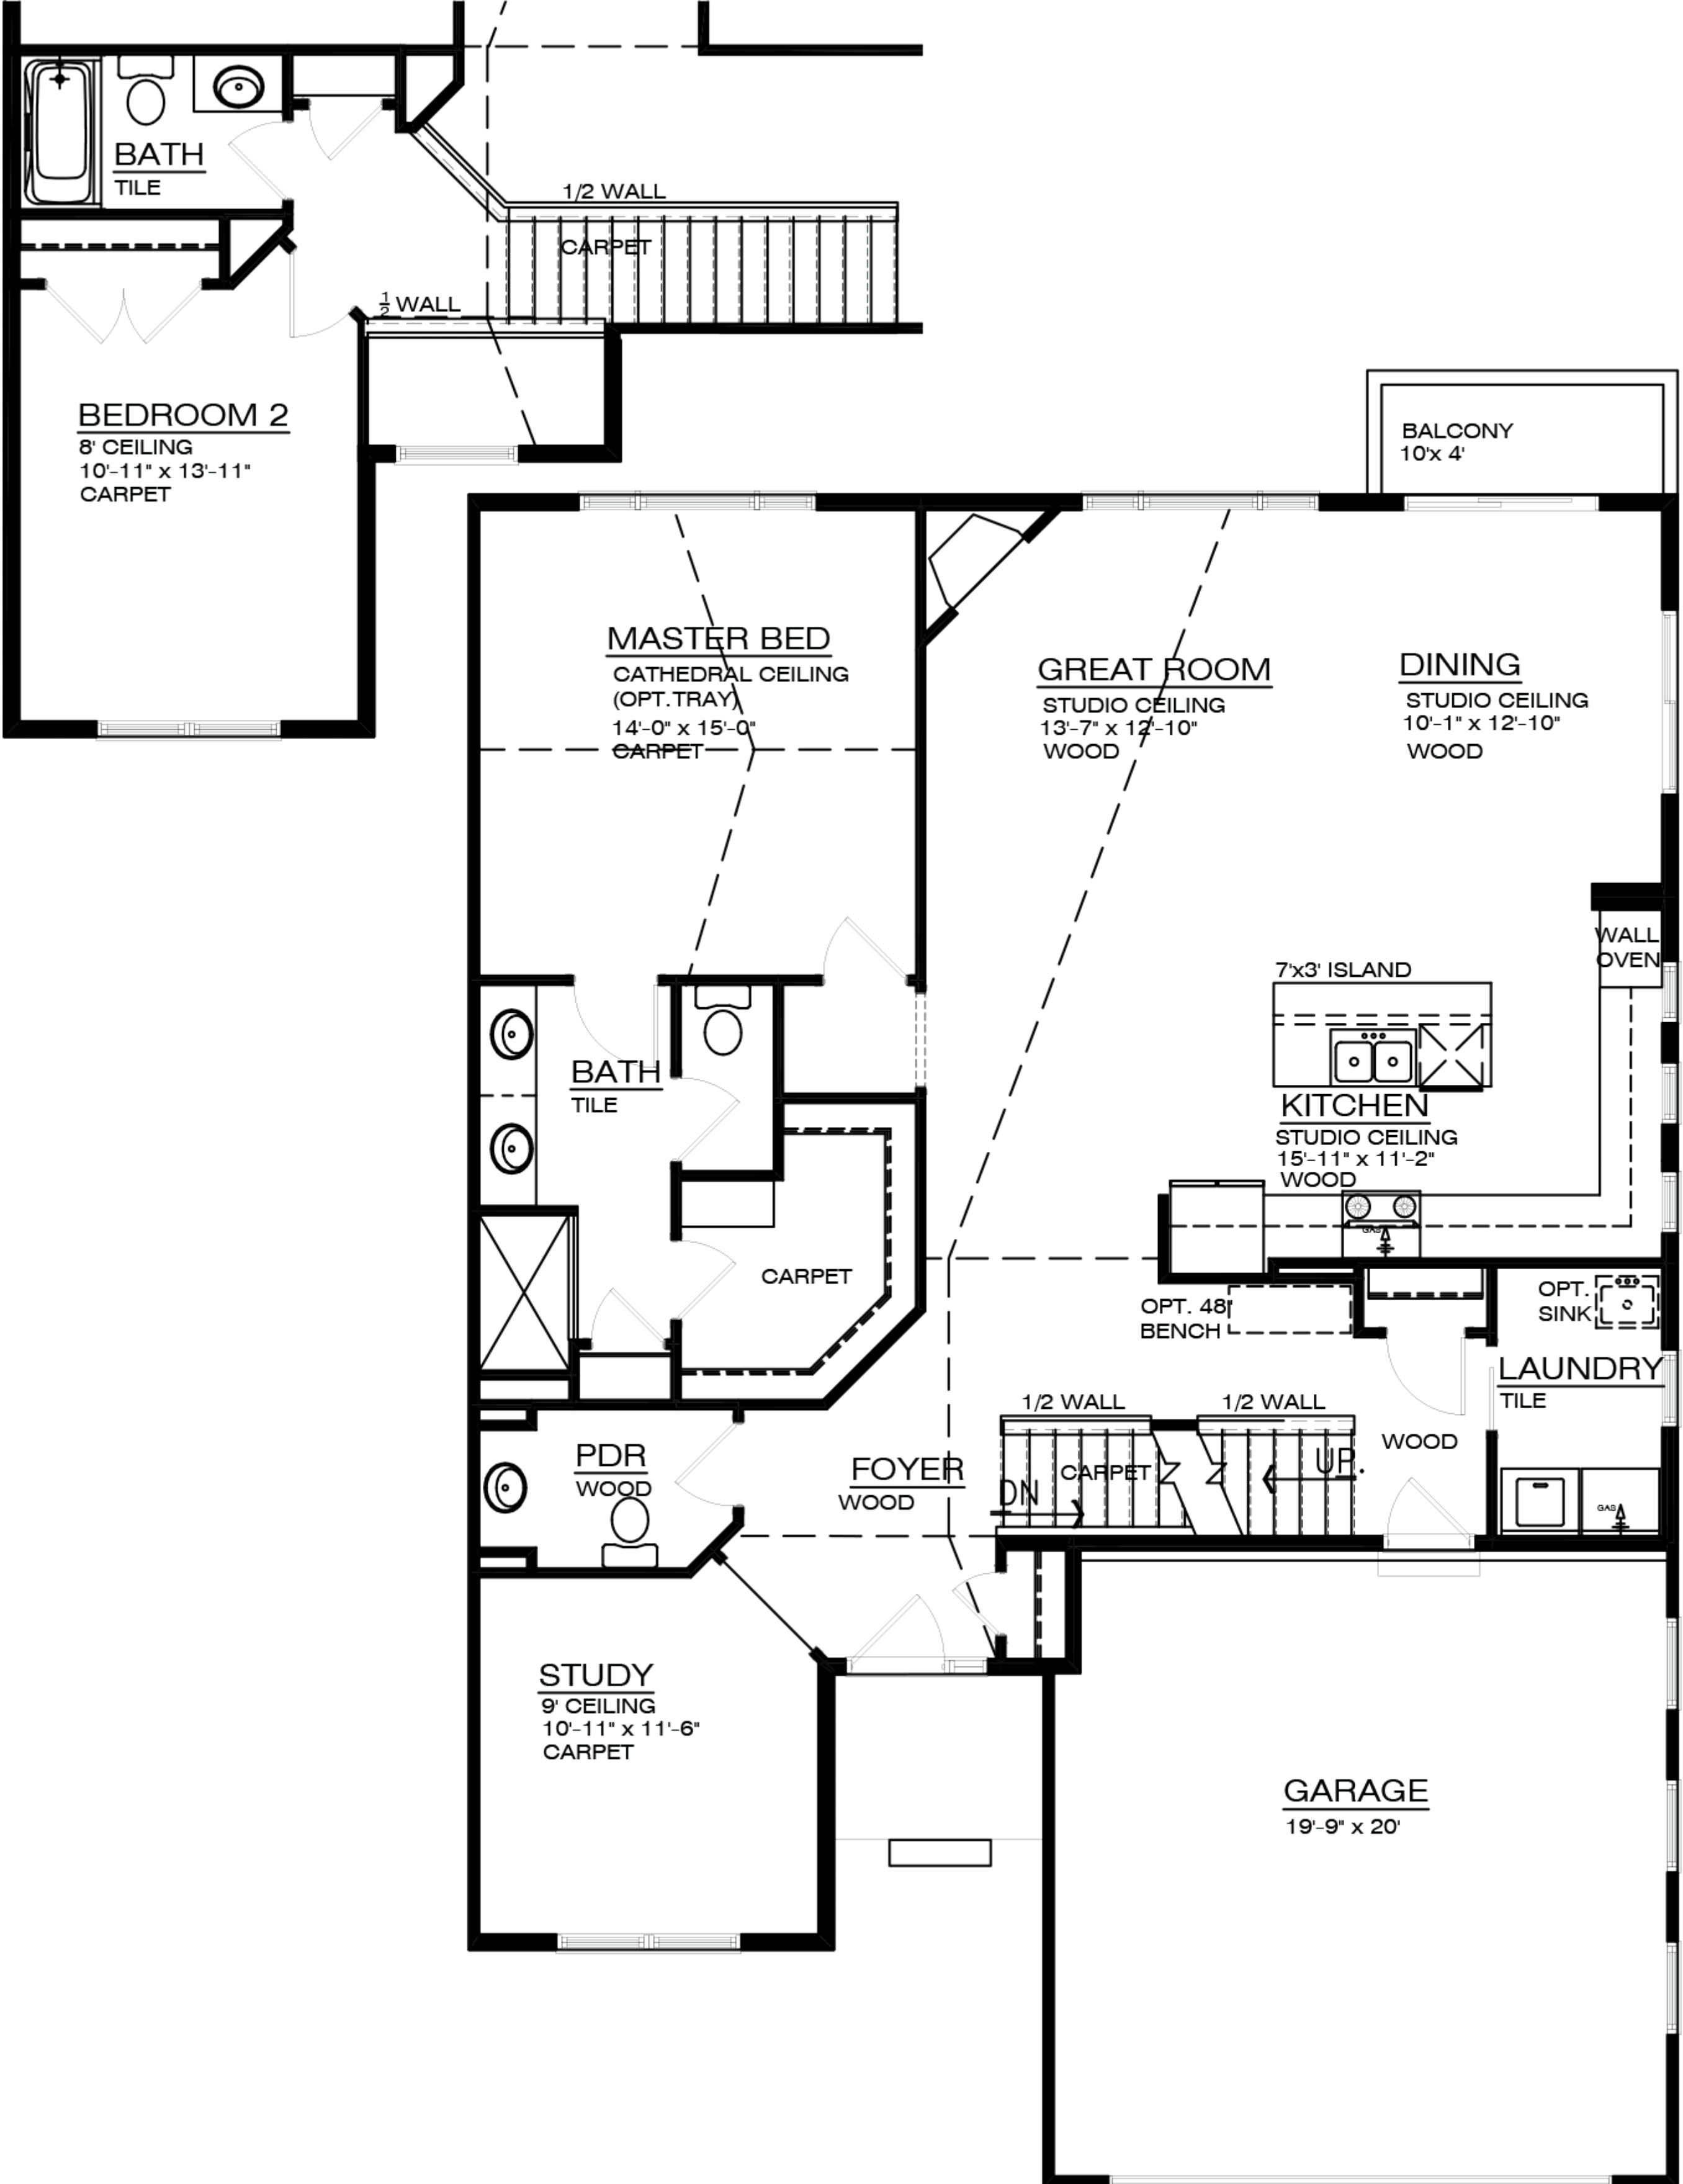 BATH
TILE
1/2 WALL
CARPET
1/2 WALL
BEDROOM 2
8' CEILING
10'-11" x 13'-11"
CARPET
BALCONY
10'x 4'
MASTER BED
CATHEDRAL CEILING
(OPT.TRAY)
14'-0" x 15'-0"
CARPET
GREAT ROOM
STUDIO CEILING
13'-7" x 12'-10"
WOOD
DINING
STUDIO CEILING
10'-1" x 12'-10"
WOOD
WALL
OVEN
7'x3' ISLAND
KITCHEN
STUDIO CEILING
15'-11" x 11'-2"
WOOD
GAS
BATH
TILE
CARPET
OPT. 48"
BENCH
OPT.
SINK
LAUNDRY
TILE
1/2 WALL
1/2 WALL
WOOD
CARPET
UP.
DN
GAS
PDR
WOOD
FOYER
WOOD
STUDY
9' CEILING
10'-11" x 11'-6"
CARPET
GARAGE
19'-9" x 20'